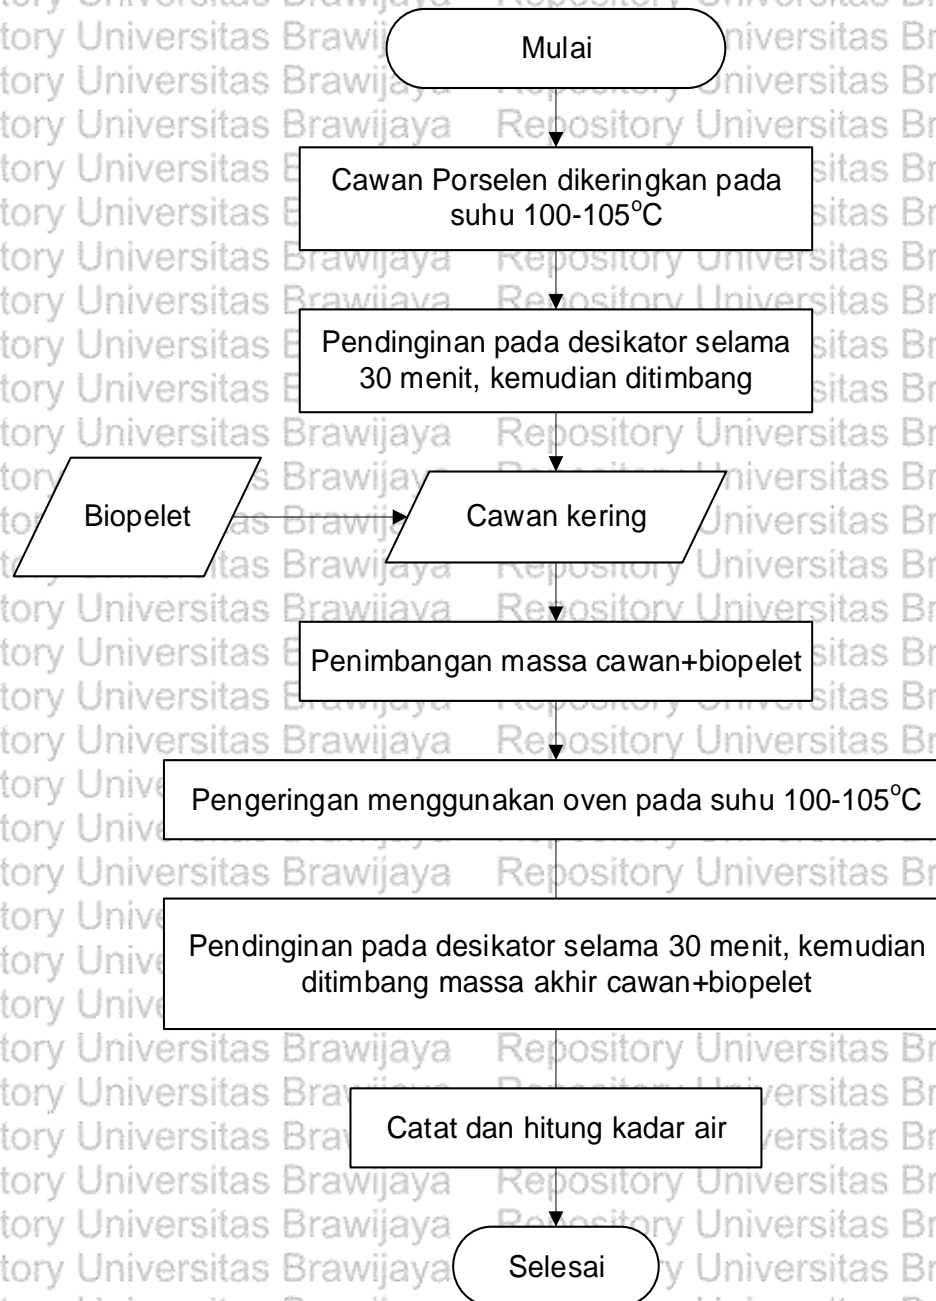 Mulai
Cawan Porselen dikeringkan pada
suhu 100-105°C
Pendinginan pada desikator selama
30 menit, kemudian ditimbang
Biopelet
Cawan kering
Penimbangan massa cawan+biopelet
Pengeringan menggunakan oven pada suhu 100-105°C
Pendinginan pada desikator selama 30 menit, kemudian
ditimbang massa akhir cawan+biopelet
Catat dan hitung kadar air
Selesai